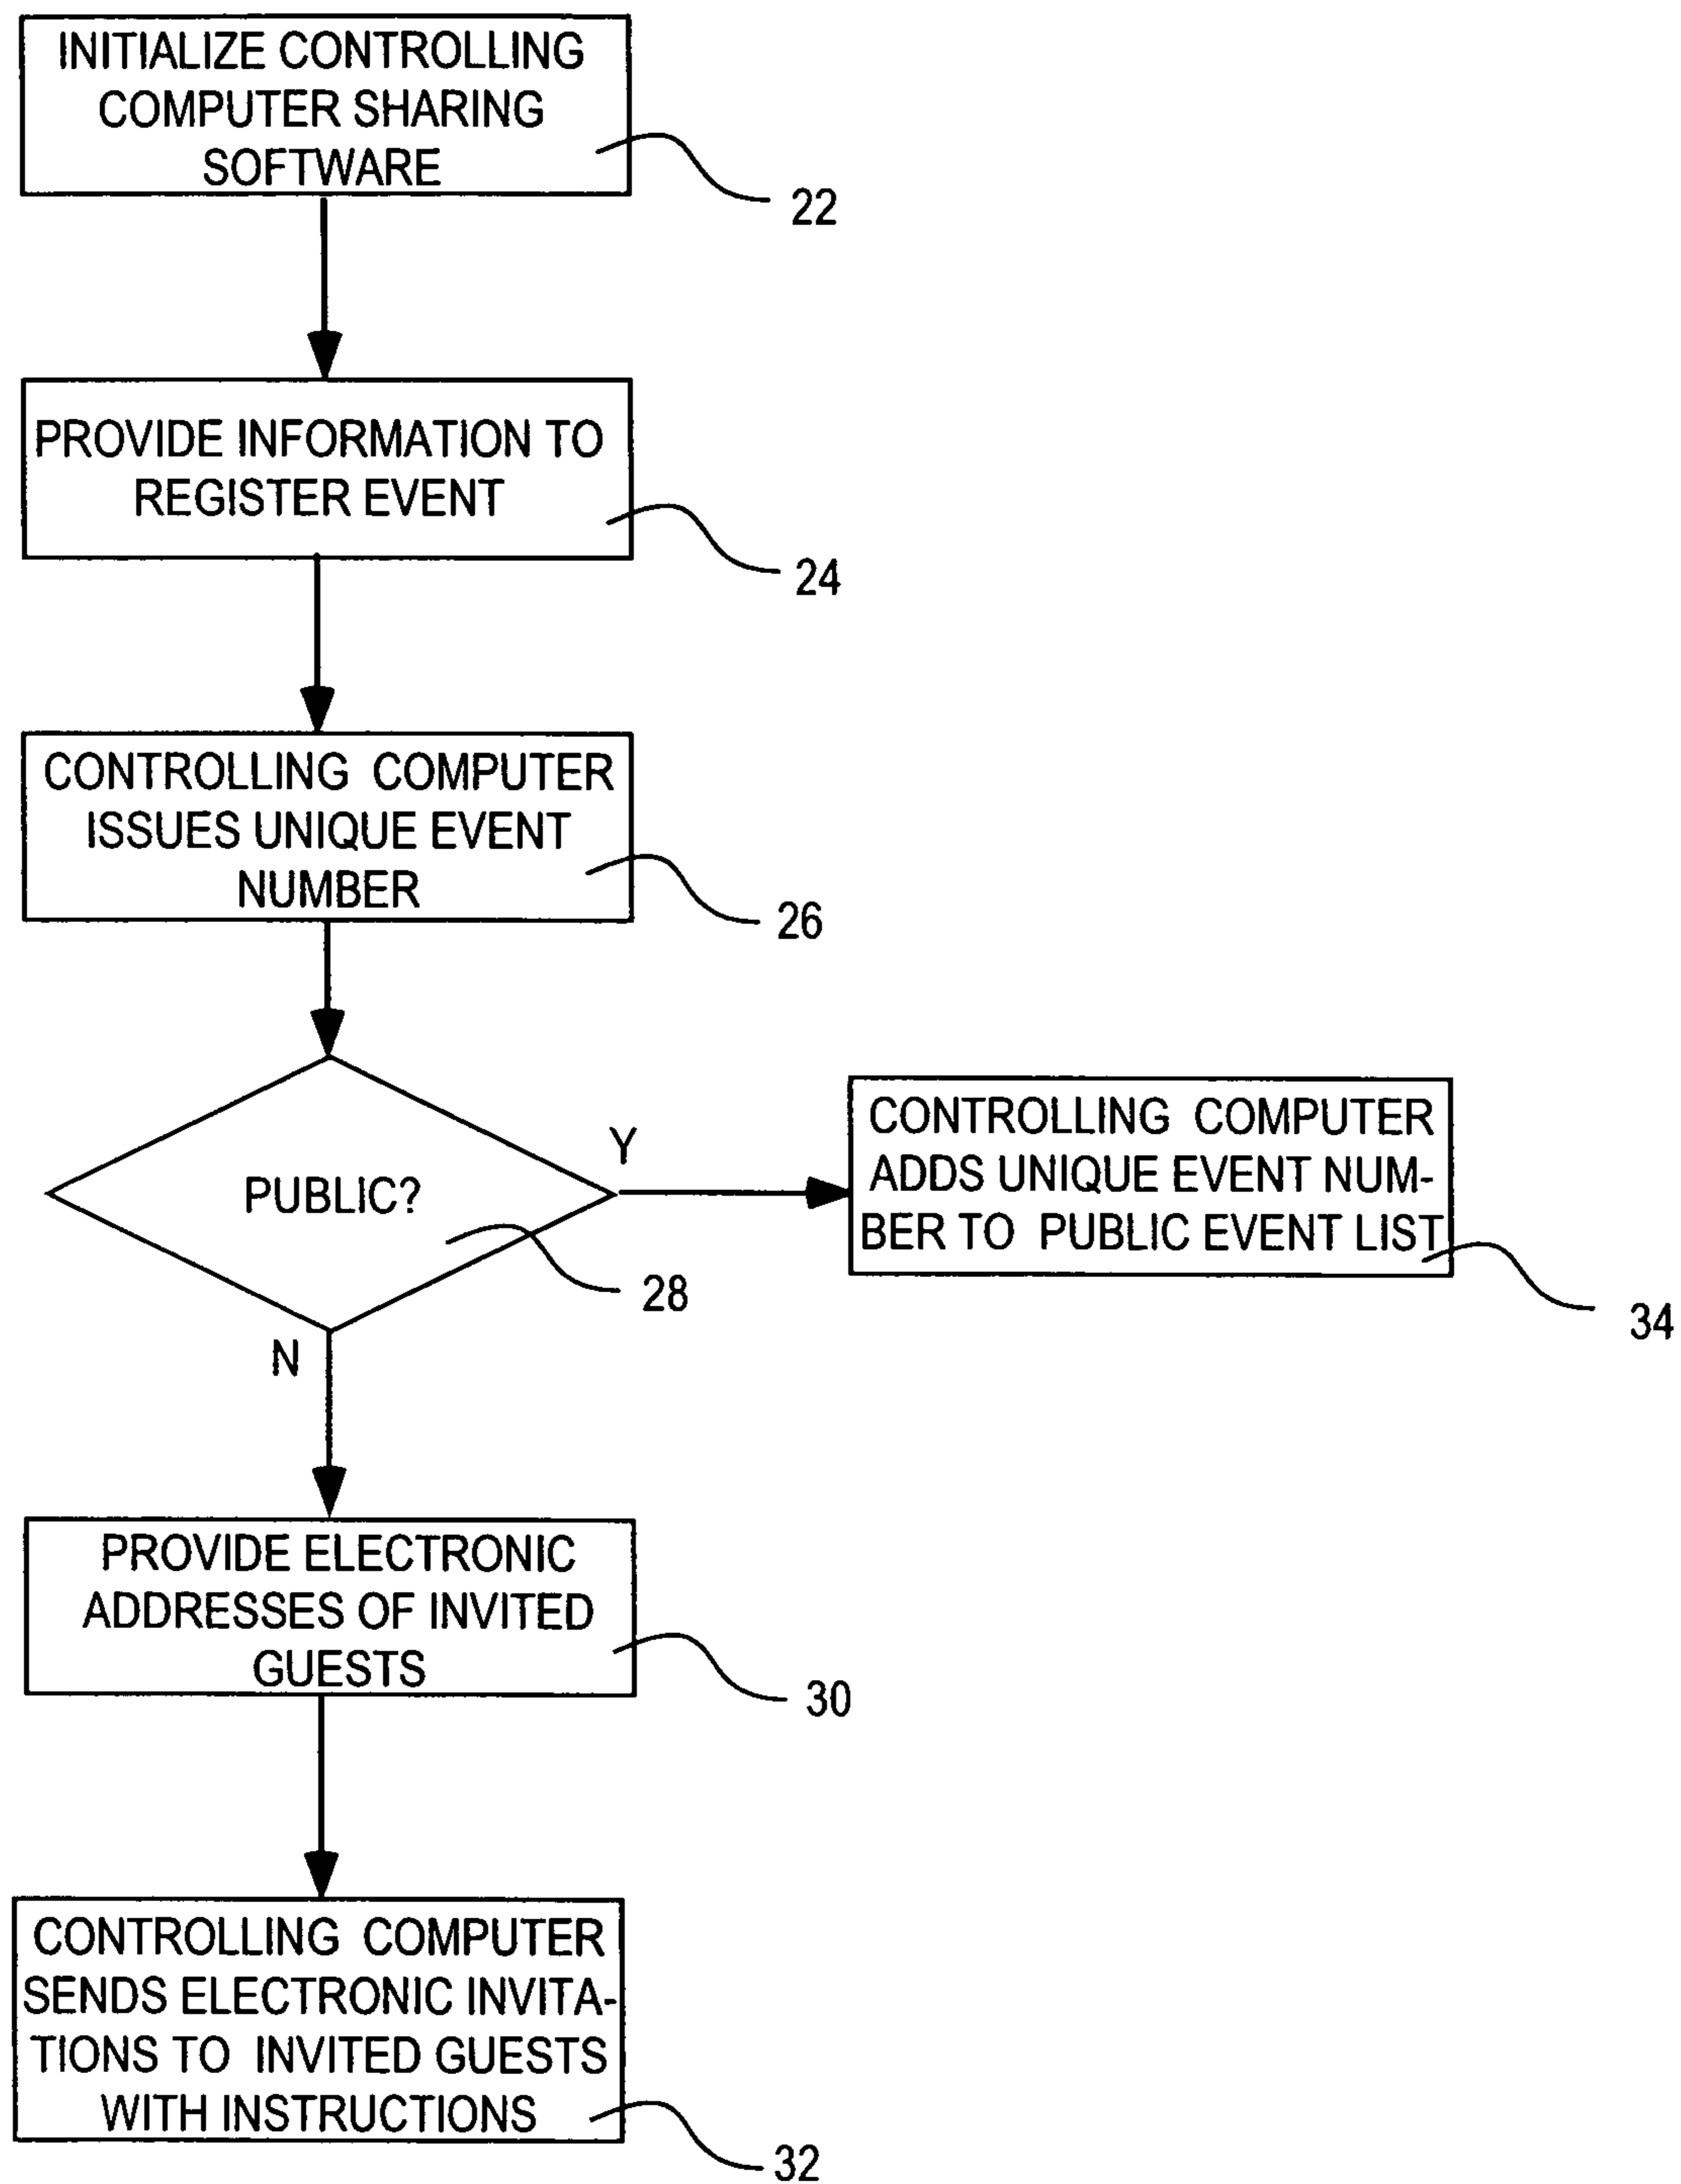 INITIALIZE CONTROLLING
COMPUTER SHARING
SOFTWARE
22
PROVIDE INFORMATION TO
REGISTER EVENT
24
CONTROLLING COMPUTER
ISSUES UNIQUE EVENT
NUMBER
26
PUBLIC?
28
Y
N
CONTROLLING COMPUTER
ADDS UNIQUE EVENT NUM-
BER TO PUBLIC EVENT LIST
34
PROVIDE ELECTRONIC
ADDRESSES OF INVITED
GUESTS
30
CONTROLLING COMPUTER
SENDS ELECTRONIC INVITA-
TIONS TO INVITED GUESTS
WITH INSTRUCTIONS
32